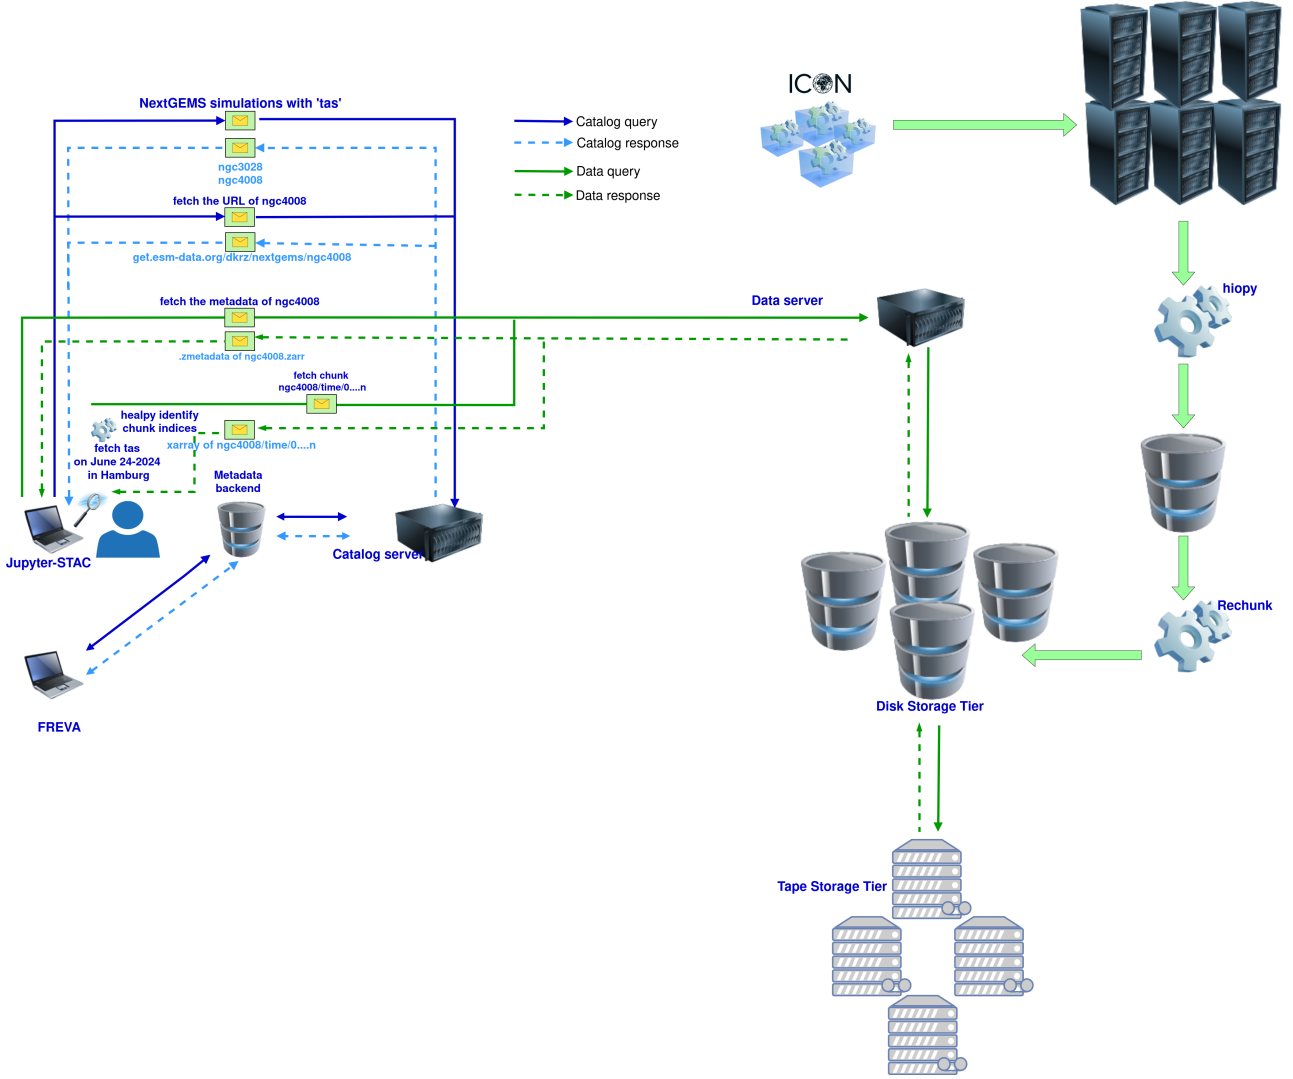 ICON
NextGEMS simulations with 'tas'
Catalog query
Catalog response
ngc3028
ngc4008
Data query
Data response
fetch the URL of ngc4008
get.esm-data.org/dkrz/nextgems/ngc4008
hiopy
fetch the metadata of ngc4008
Data server
.zmetadata of ngc4008.zarr
fetch chunk
ngc4008/time/0....n
healpy identify
chunk indices
xarray of ngc4008/time/0....n
fetch tas
on June 24-2024
in Hamburg
Metadata
backend
Catalog server
Jupyter-STAC
Rechunk
Disk Storage Tier
FREVA
Tape Storage Tier